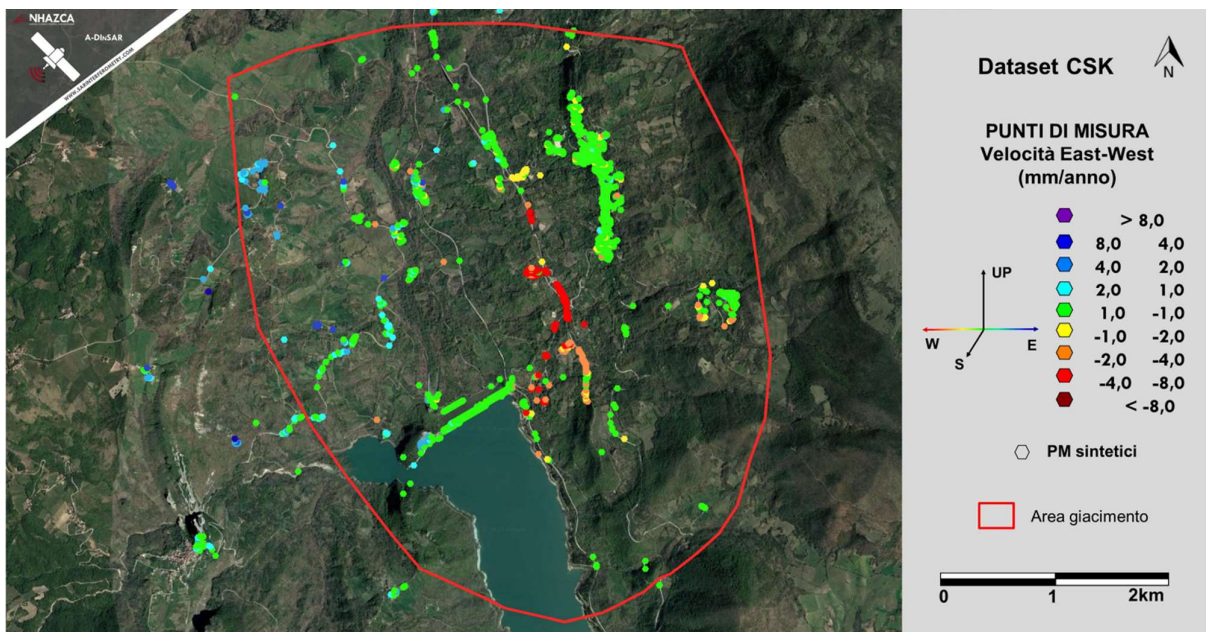 NHAZCA
A-DInSAR
WWW.SARINTERFEROMETRY.COM
Dataset CSK
N
PUNTI DI MISURA
Velocità East-West
(mm/anno)
> 8,0
8,0 4,0
4,0 2,0
2,0 1,0
1,0 -1,0
-1,0 -2,0
-2,0 -4,0
-4,0 -8,0
< -8,0
UP
W
E
S
PM sintetici
Area giacimento
0 1 2km